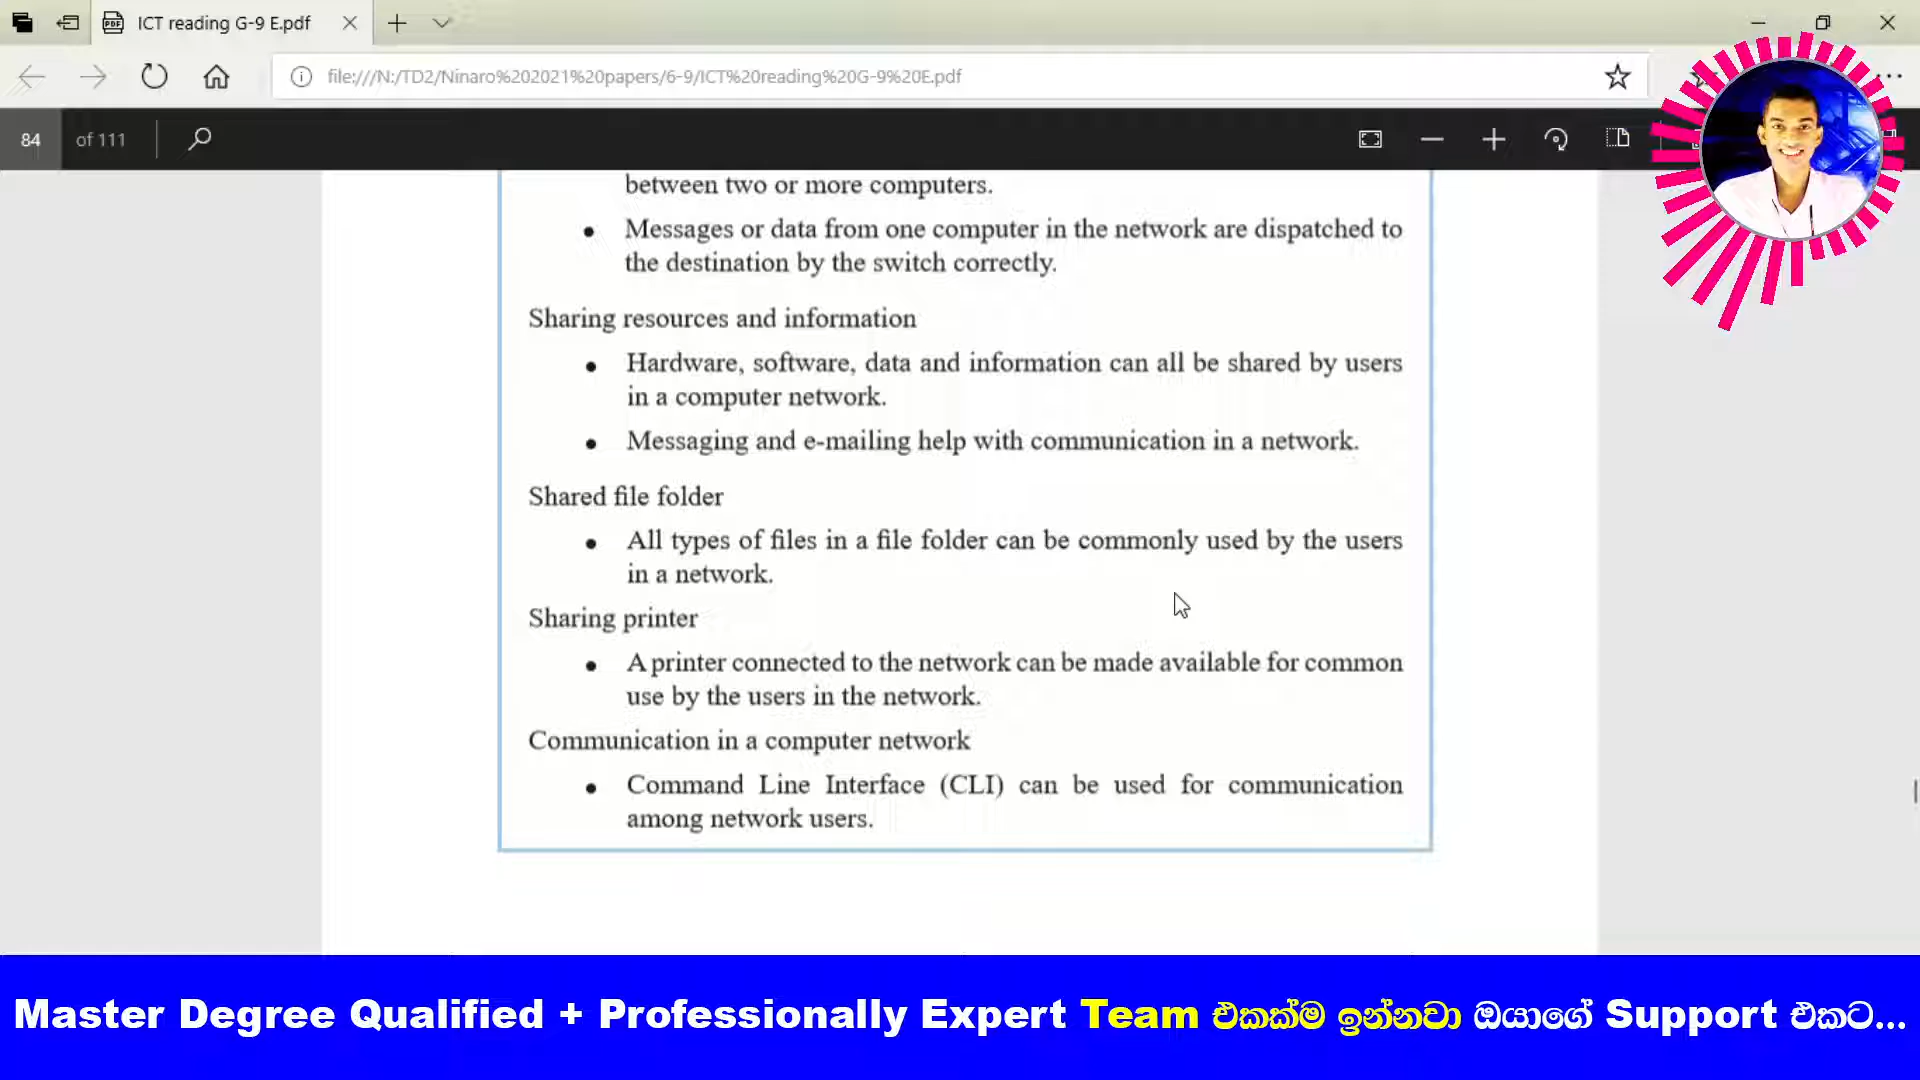 ICT reading G-9 E.pdf
file:///N:/TD2/Ninaro%202021%20papers/6-9/ICT%20reading%20G-9%20E.pdf
84 of 111
between two or more computers.
• Messages or data from one computer in the network are dispatched to
the destination by the switch correctly.
Sharing resources and information
• Hardware, software, data and information can all be shared by users
in a computer network.
• Messaging and e-mailing help with communication in a network.
Shared file folder
• All types of files in a file folder can be commonly used by the users
in a network.
Sharing printer
• A printer connected to the network can be made available for common
use by the users in the network.
Communication in a computer network
• Command Line Interface (CLI) can be used for communication
among network users.
Master Degree Qualified + Professionally Expert Team එකක්ම ඉන්නවා ඔයාගේ Support එකට...